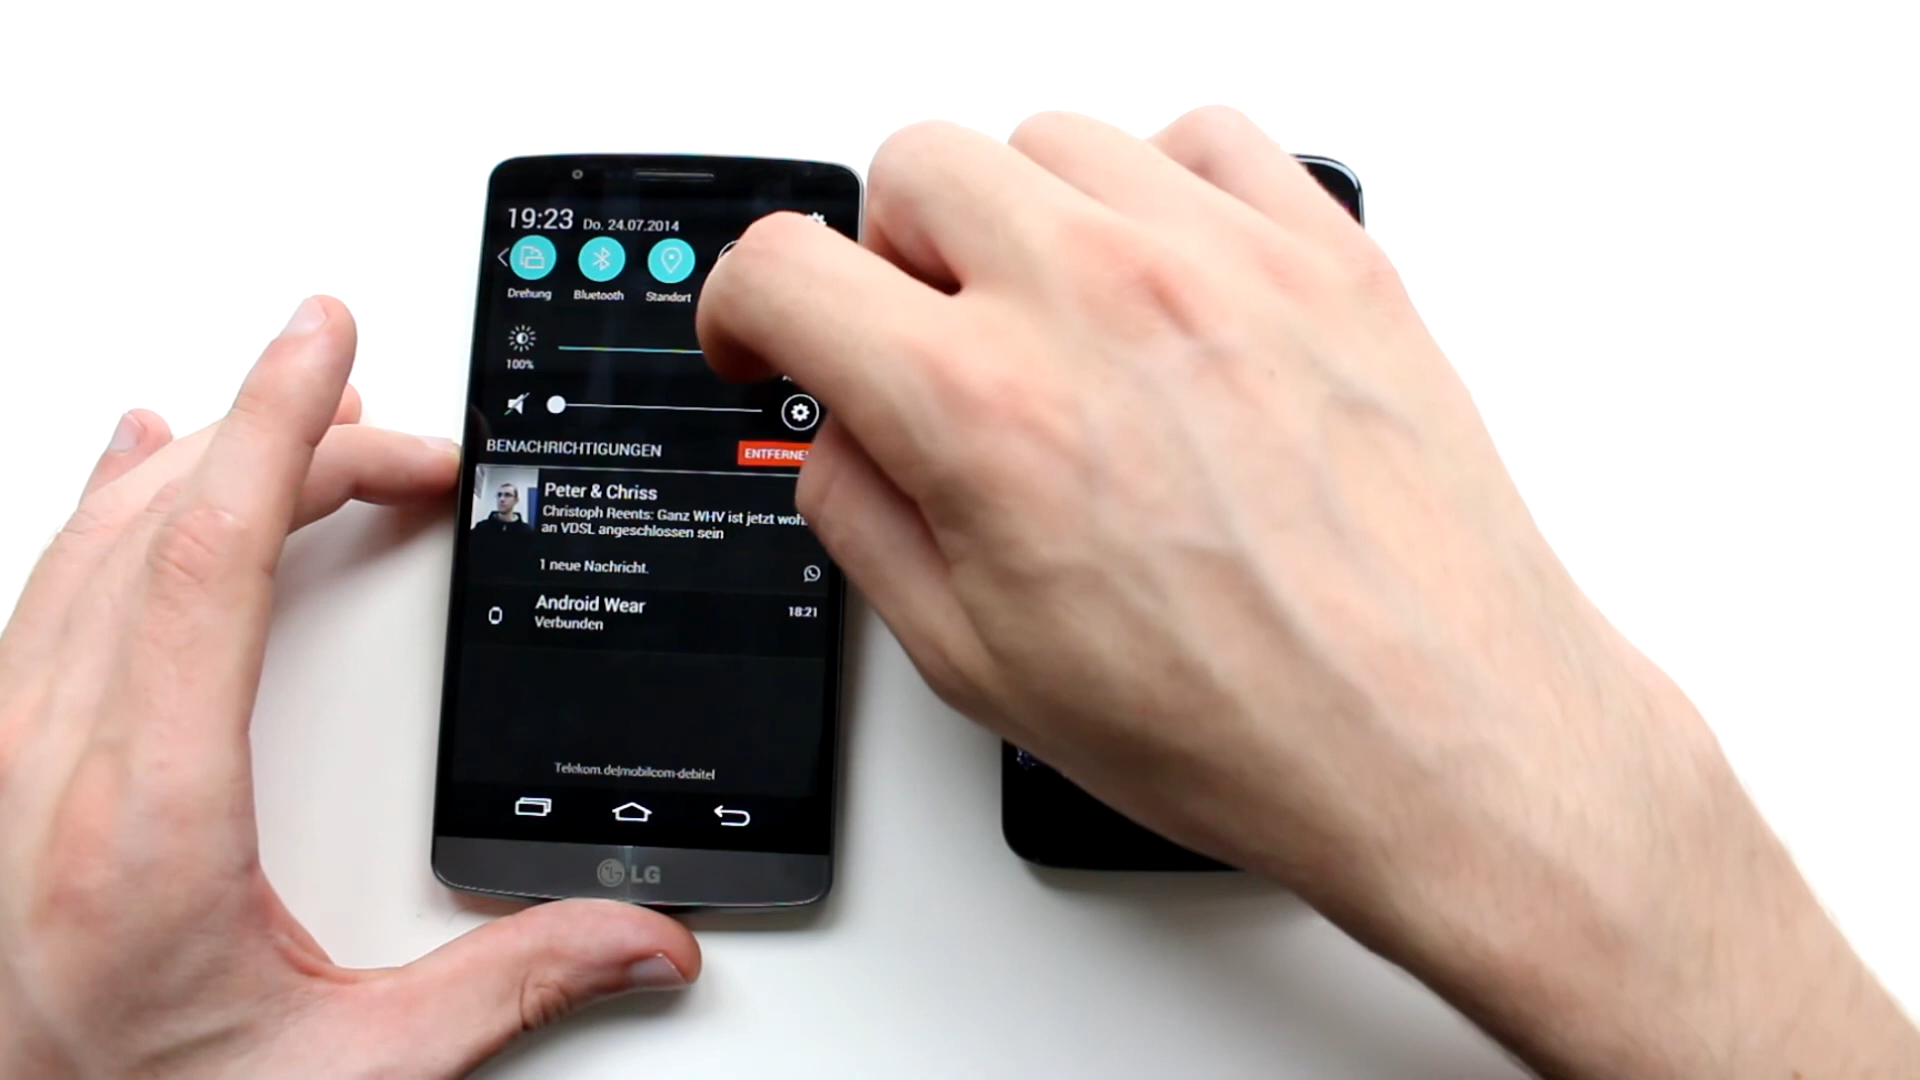 19:23 Do. 24.07.2014
Drehung Bluetooth Standort
100%
BENACHRICHTIGUNGEN
Peter & Chriss
Christoph Reents: Ganz WHV ist jetzt woh
an VDSL angeschlossen sein
1 neue Nachricht.
Android Wear 18:21
Verbunden
Telekom.de|mobilcom-debitel
LG